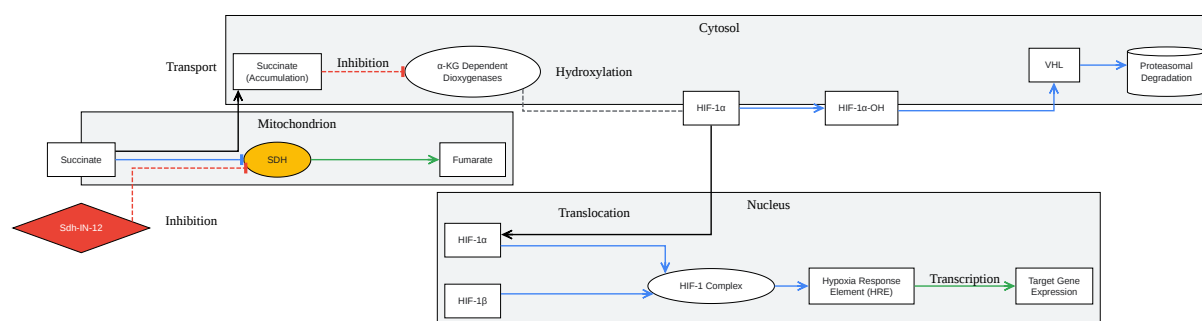 Cytosol
Transport
Succinate
(Accumulation)
Inhibition
α-KG Dependent
Dioxygenases
Hydroxylation
VHL
Proteasomal
Degradation
HIF-1α
HIF-1α-OH
Mitochondrion
Succinate
SDH
Fumarate
Sdh-IN-12
Inhibition
Nucleus
Translocation
HIF-1α
HIF-1β
HIF-1 Complex
Hypoxia Response
Element (HRE)
Transcription
Target Gene
Expression